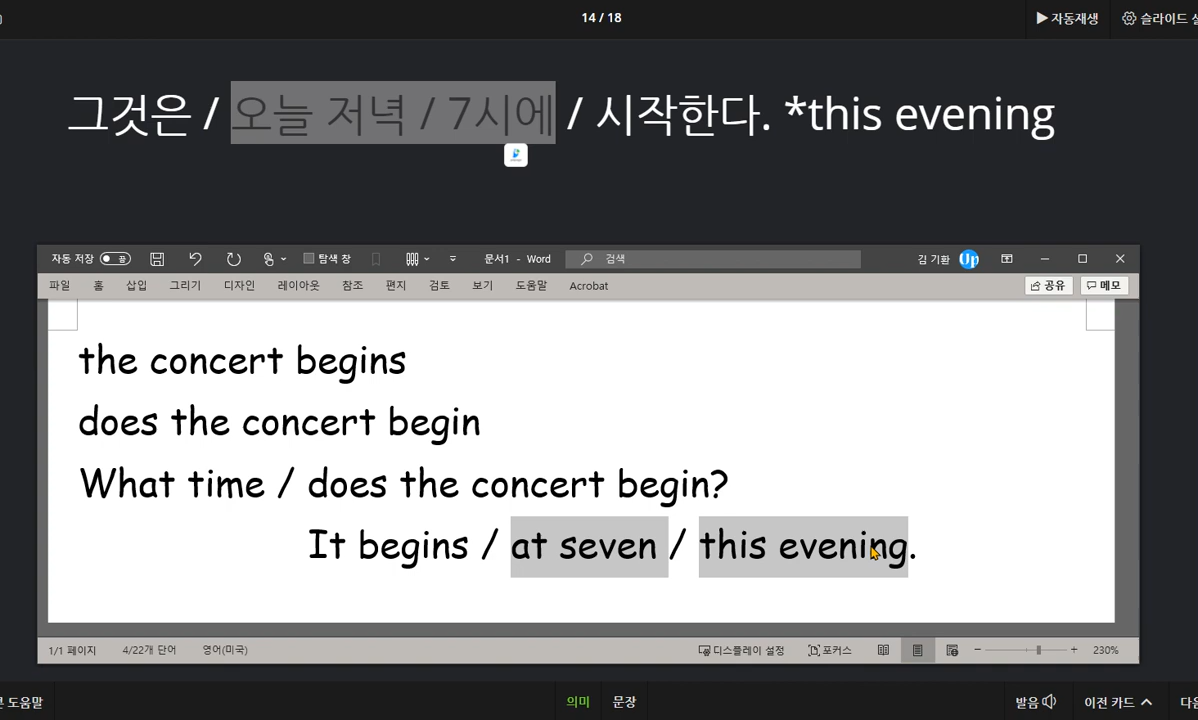 14 / 18
▶ 자동재생
슬라이드
그것은 / 오늘 저녁 / 7시에 / 시작한다. *this evening
자동 저장
끔
탐색 창
문서1 - Word
검색
김 기환
Up
파일 홈 삽입 그리기 디자인 레이아웃 참조 편지 검토 보기 도움말 Acrobat
공유
메모
the concert begins
does the concert begin
What time / does the concert begin?
It begins / at seven / this evening.
1/1 페이지
4/22개 단어
영어(미국)
디스플레이 설정
포커스
− + 230%
도움말
의미
문장
발음
이전 카드